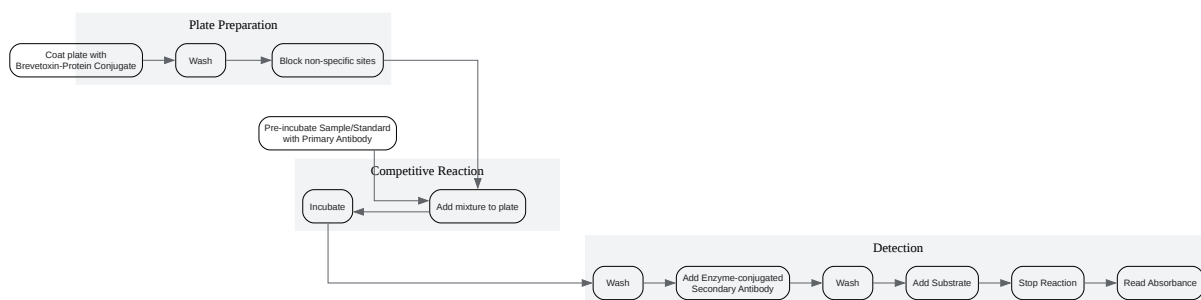 Plate Preparation
Coat plate with
Brevetoxin-Protein Conjugate
Wash
Block non-specific sites
Pre-incubate Sample/Standard
with Primary Antibody
Competitive Reaction
Incubate
Add mixture to plate
Detection
Wash
Add Enzyme-conjugated
Secondary Antibody
Wash
Add Substrate
Stop Reaction
Read Absorbance